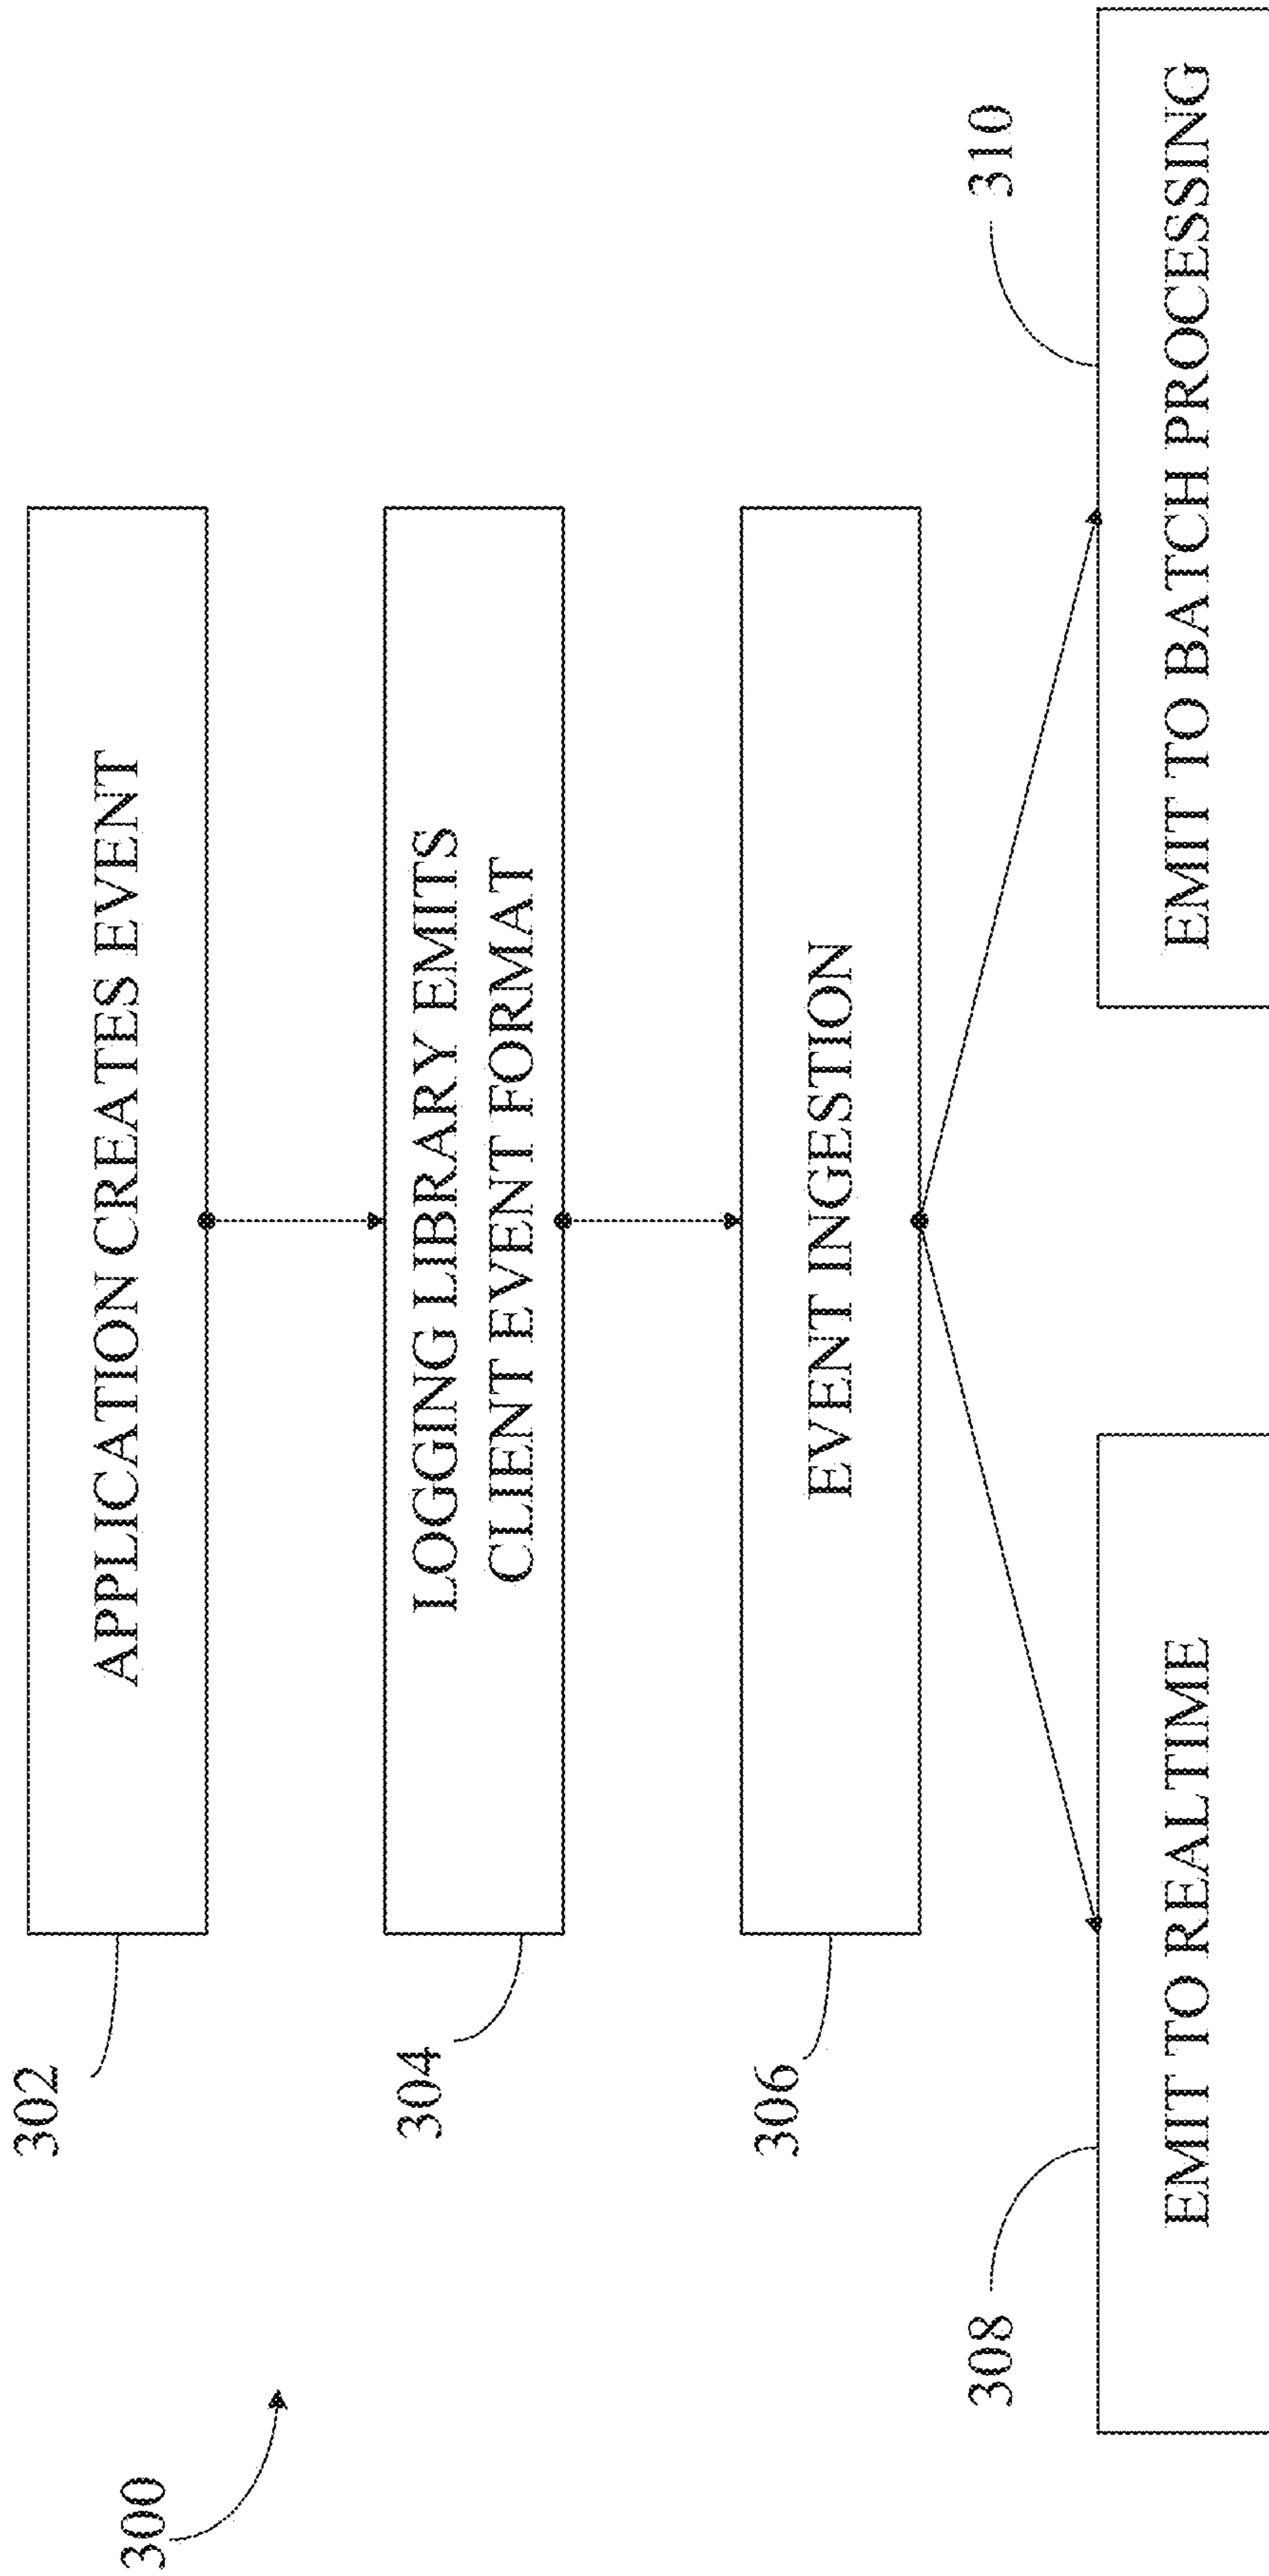 300
302
APPLICATION CREATES EVENT
304
LOGGING LIBRARY EMITS
CLIENT EVENT FORMAT
306
EVENT INGESTION
308
EMIT TO REALTIME
310
EMIT TO BATCH PROCESSING